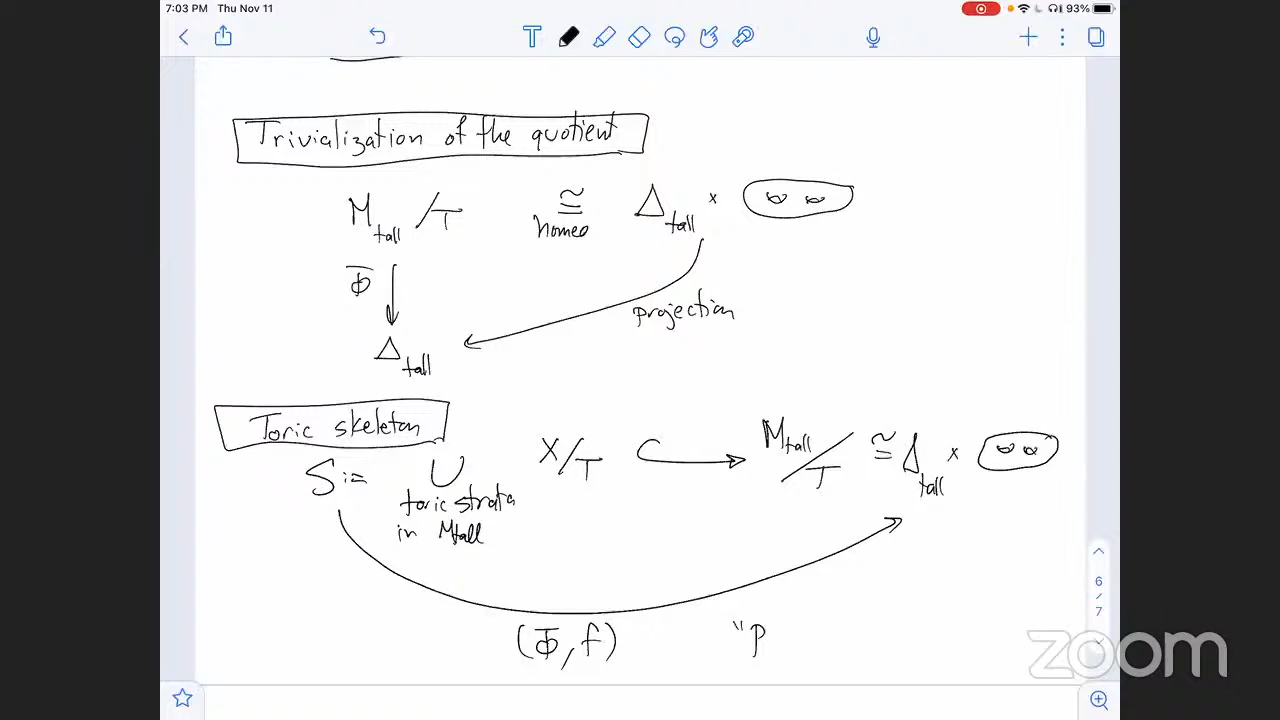 7:03 PM Thu Nov 11 93%
Trivialization of the quotient
M_tall /T ≅ homeo Δ_tall ×
Φ̄
projection
Δ_tall
Toric skeleton
S := ∪ X/T M_tall/T ≅ Δ_tall ×
toric strata
in M_tall
(Φ̄, f) "P
6
/
7
zoom